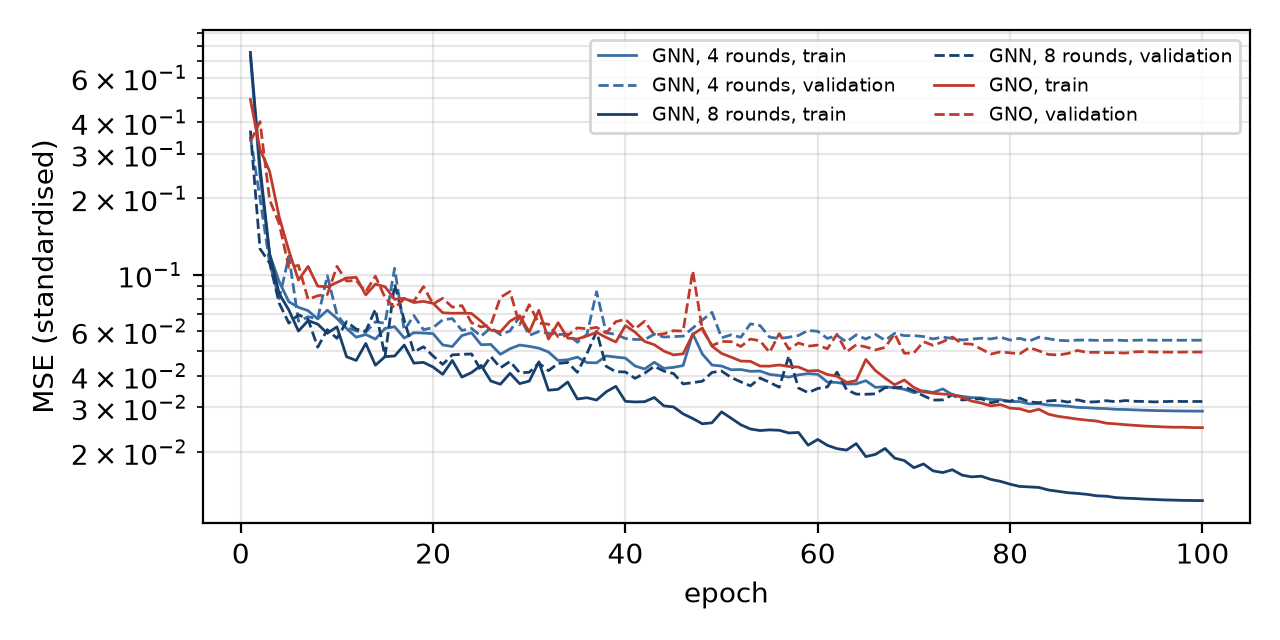 GNN, 4 rounds, train
GNN, 4 rounds, validation
GNN, 8 rounds, train
GNN, 8 rounds, validation
GNO, train
GNO, validation
MSE (standardised)
6 × 10⁻¹
4 × 10⁻¹
3 × 10⁻¹
2 × 10⁻¹
10⁻¹
6 × 10⁻²
4 × 10⁻²
3 × 10⁻²
2 × 10⁻²
0 20 40 60 80 100
epoch